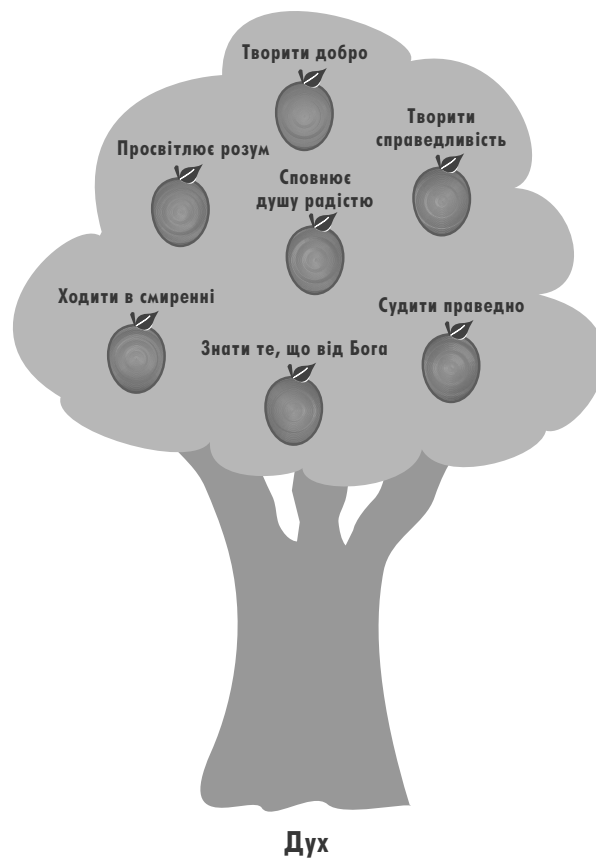 Творити добро
Творити
справедливість
Просвітлює розум
Сповнює
душу радістю
Ходити в смиренні
Судити праведно
Знати те, що від Бога
Дух